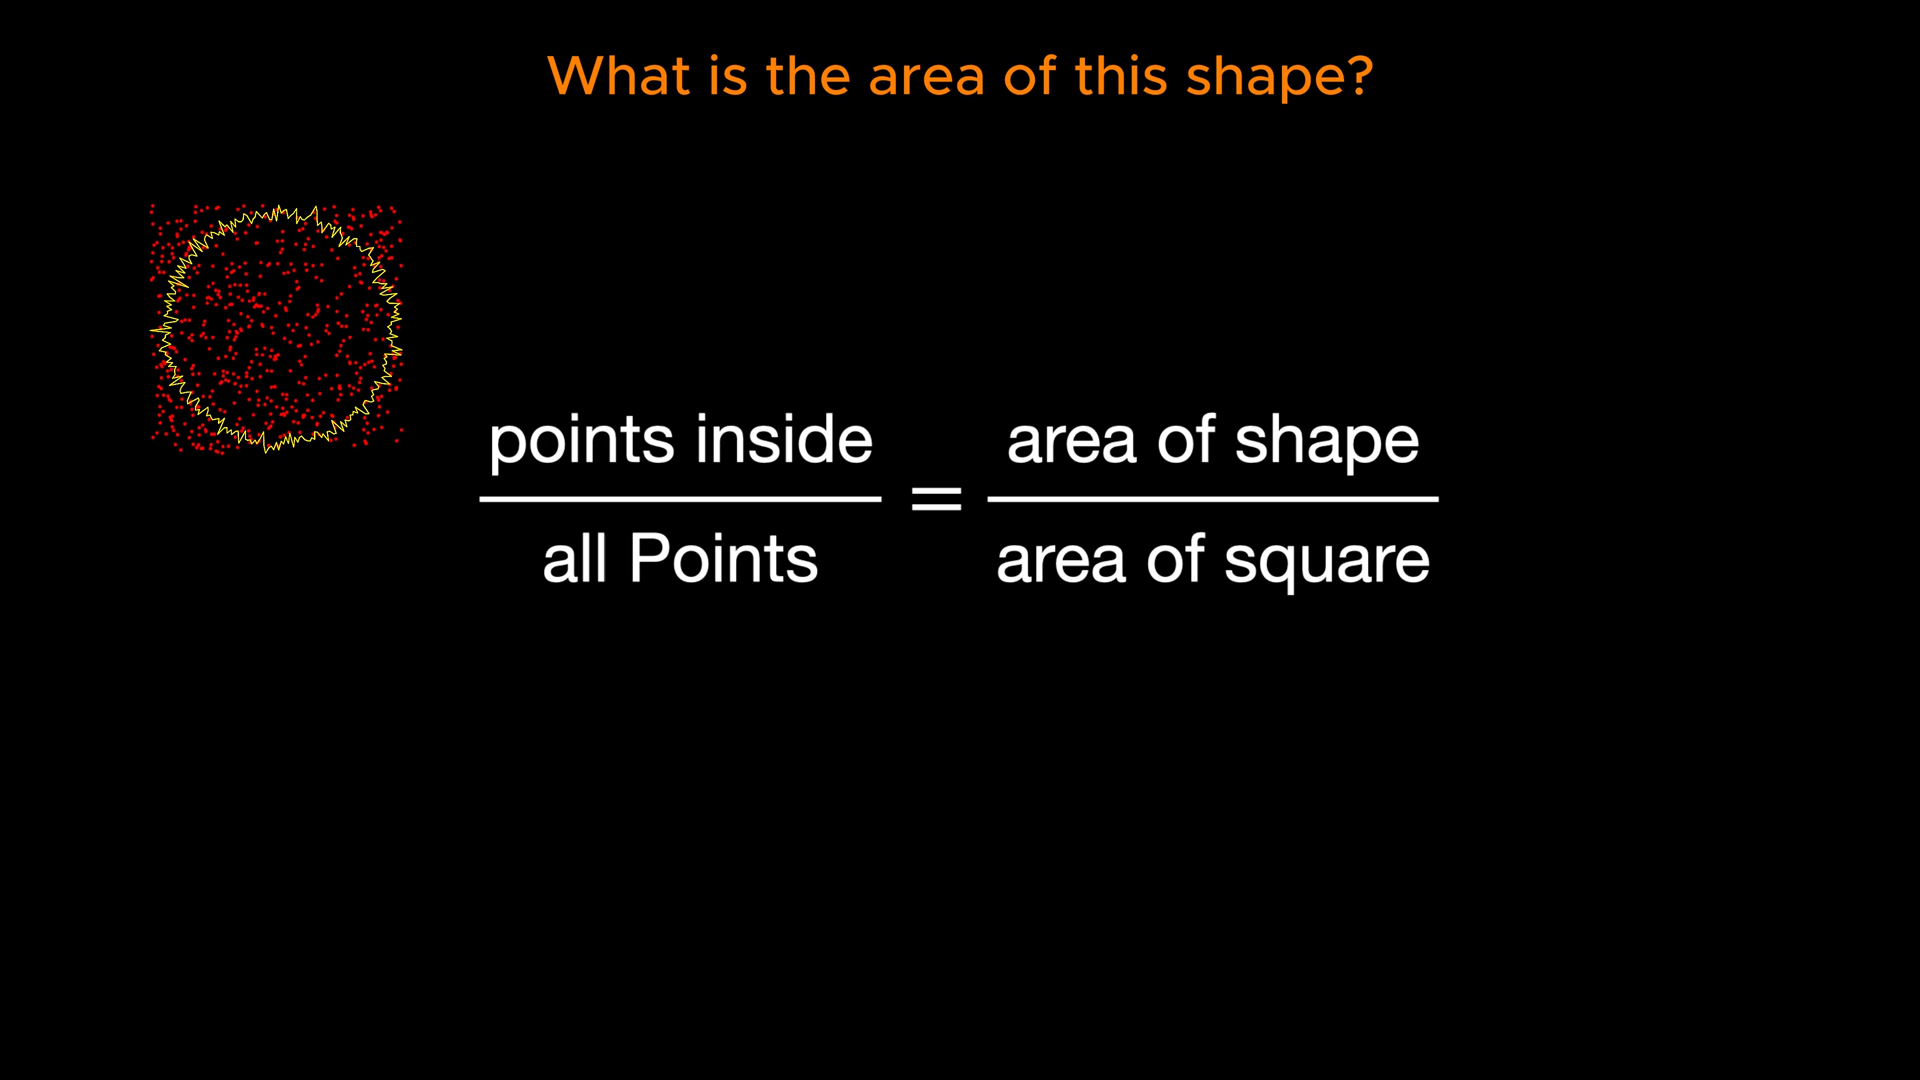 What is the area of this shape?
points inside
all Points
=
area of shape
area of square